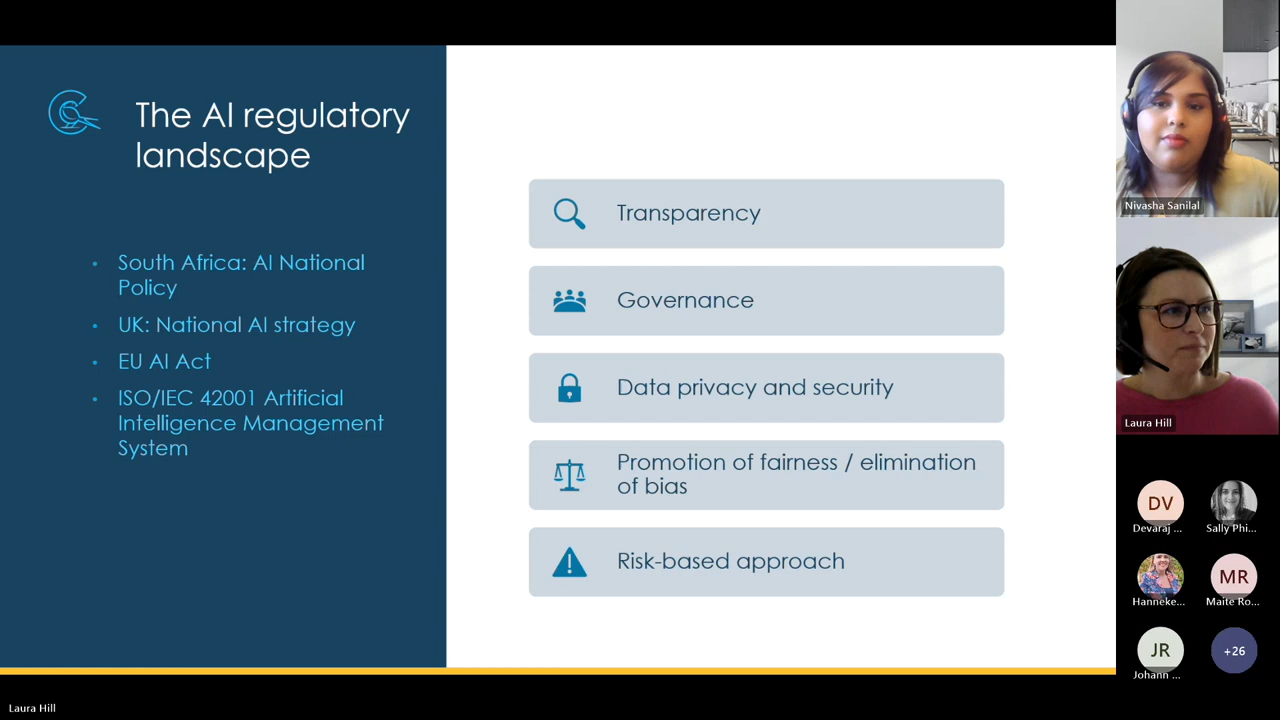 The AI regulatory
landscape
• South Africa: AI National
Policy
• UK: National AI strategy
• EU AI Act
• ISO/IEC 42001 Artificial
Intelligence Management
System
Transparency
Governance
Data privacy and security
Promotion of fairness / elimination
of bias
Risk-based approach
Nivasha Sanilal
Laura Hill
DV
Devaraj ...
Sally Phi...
Hanneke...
MR
Maite Ro...
JR
Johann ...
+26
Laura Hill